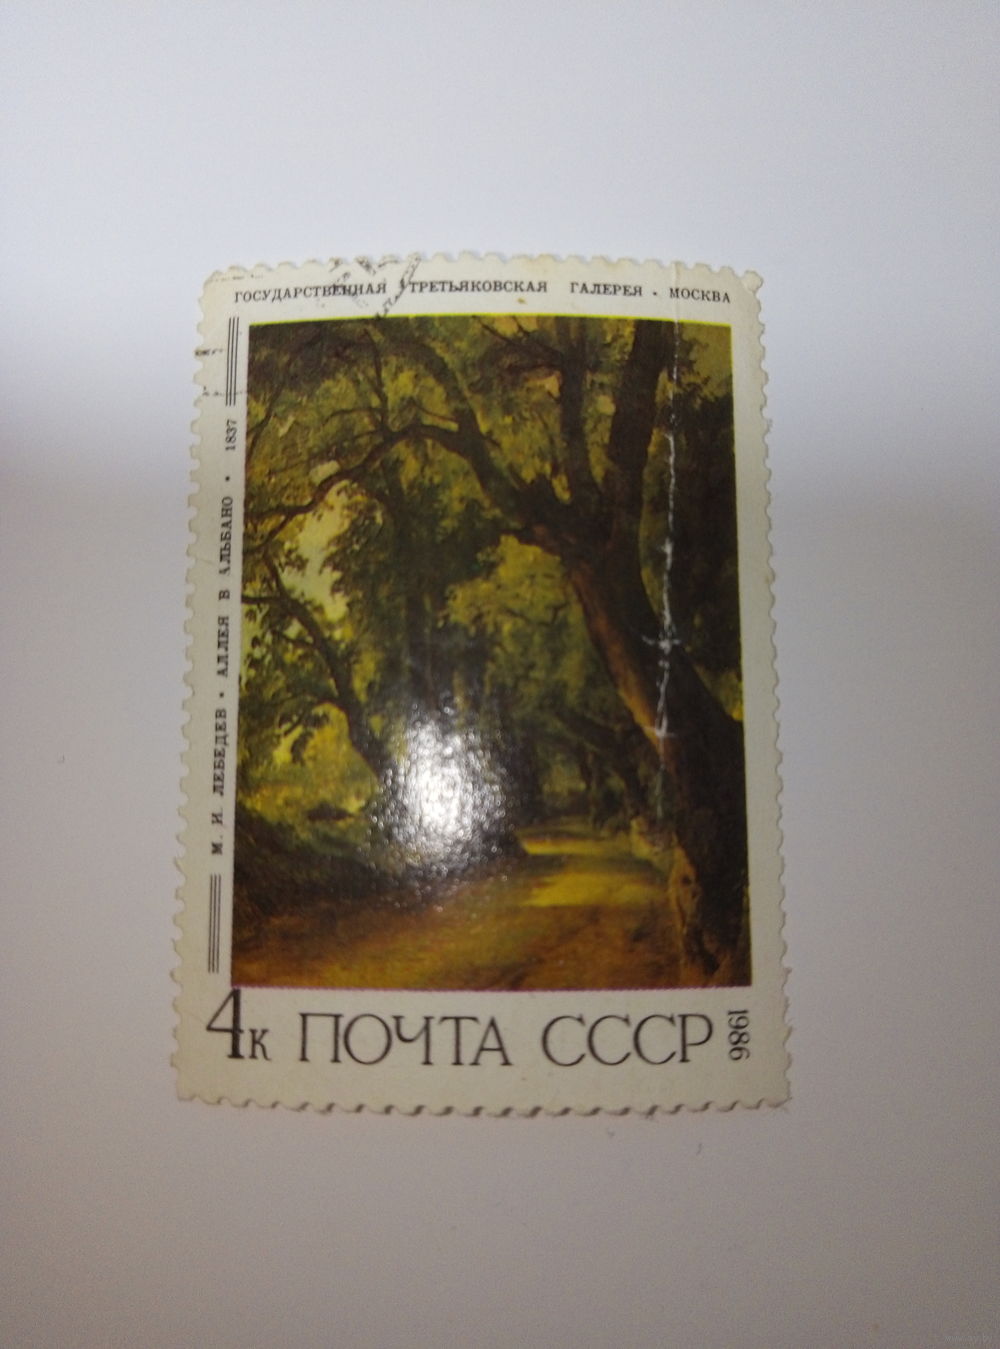 ГОСУДАРСТВЕННАЯ ТРЕТЬЯКОВСКАЯ ГАЛЕРЕЯ · МОСКВА
М. И. ЛЕБЕДЕВ · АЛЛЕЯ В АЛЬБАНО · 1837
4к ПОЧТА СССР 1986